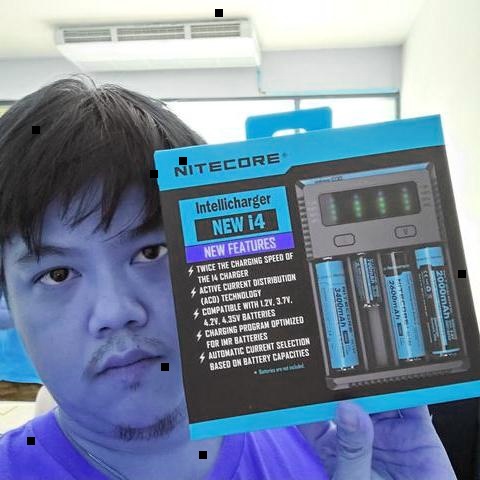 NITECORE®
Intellicharger
NEW i4
NEW FEATURES
TWICE THE CHARGING SPEED OF
THE I4 CHARGER
ACTIVE CURRENT DISTRIBUTION
(ACD) TECHNOLOGY
COMPATIBLE WITH 1.2V, 3.7V,
4.2V, 4.35V BATTERIES
CHARGING PROGRAM OPTIMIZED
FOR IMR BATTERIES
AUTOMATIC CURRENT SELECTION
BASED ON BATTERY CAPACITIES
* Batteries are not included.